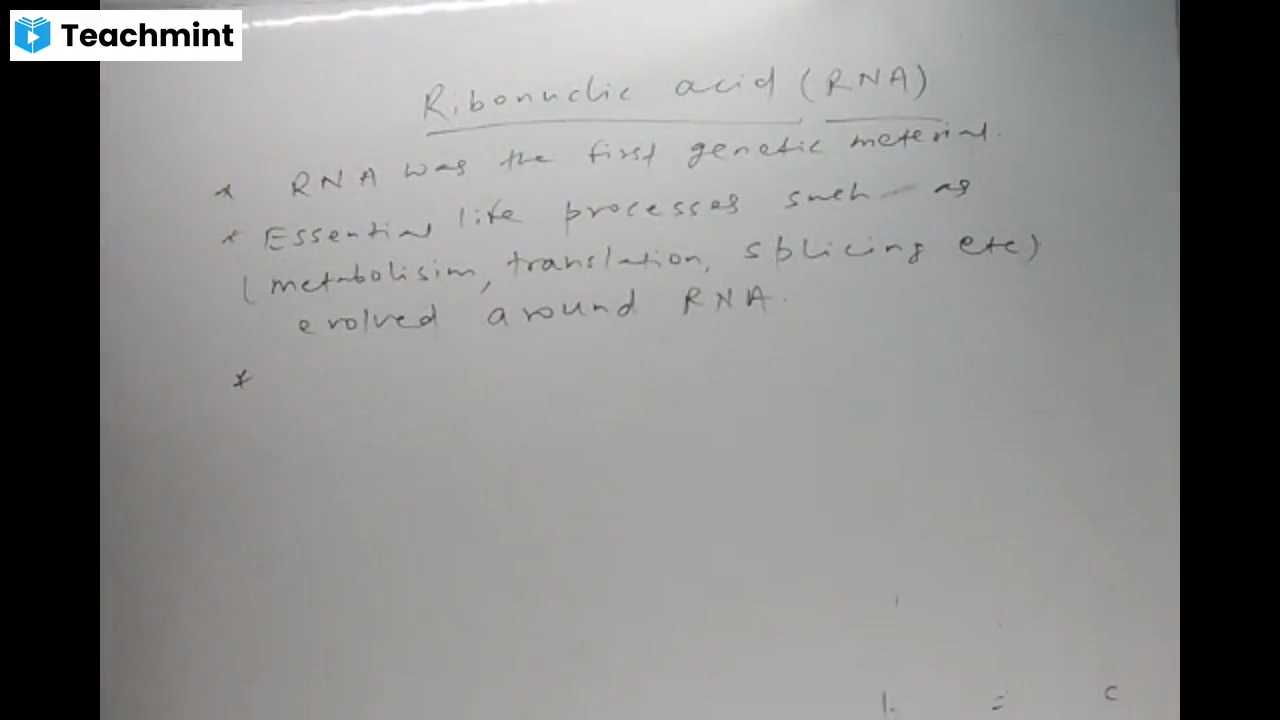 Teachmint
Ribonuclic acid (RNA)
* RNA was the first genetic meterial.
* Essential life processes such as
(metabolisim, translation, splicing etc)
evolved around RNA.
*